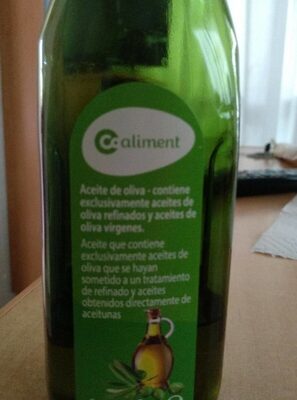 aliment
Aceite de oliva - contiene
exclusivamente aceites de
oliva refinados y aceites de
oliva vírgenes.
Aceite que contiene
exclusivamente aceites de
oliva que se hayan
sometido a un tratamiento
de refinado y aceites
obtenidos directamente de
aceitunas